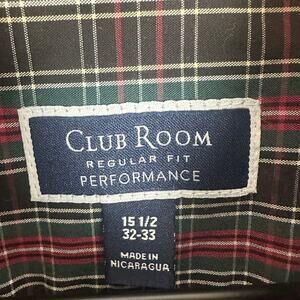 CLUB ROOM
REGULAR FIT
PERFORMANCE
15 1/2
32-33
MADE IN
NICARAGUA